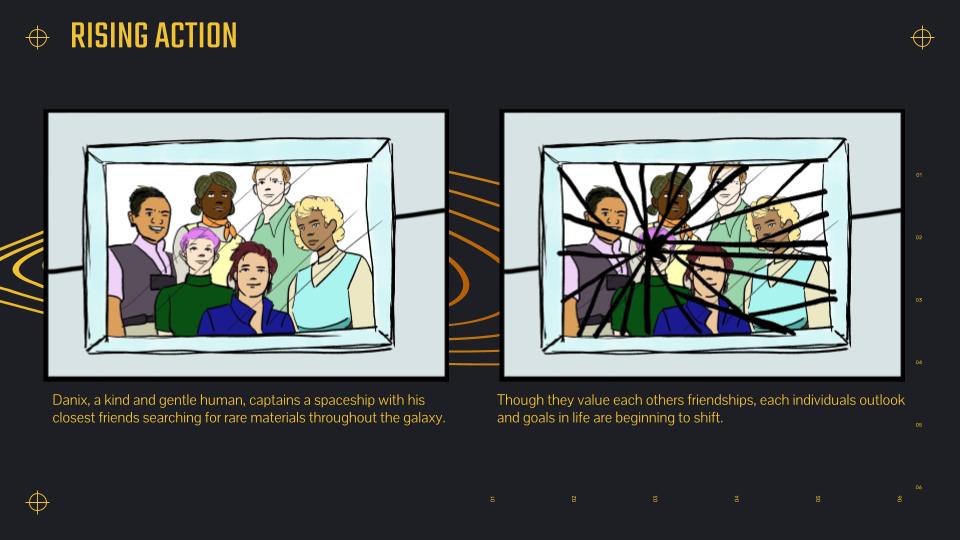 RISING ACTION
Danix, a kind and gentle human, captains a spaceship with his
closest friends searching for rare materials throughout the galaxy.
Though they value each others friendships, each individuals outlook
and goals in life are beginning to shift.
01
02
03
04
05
06
01
02
03
04
05
06